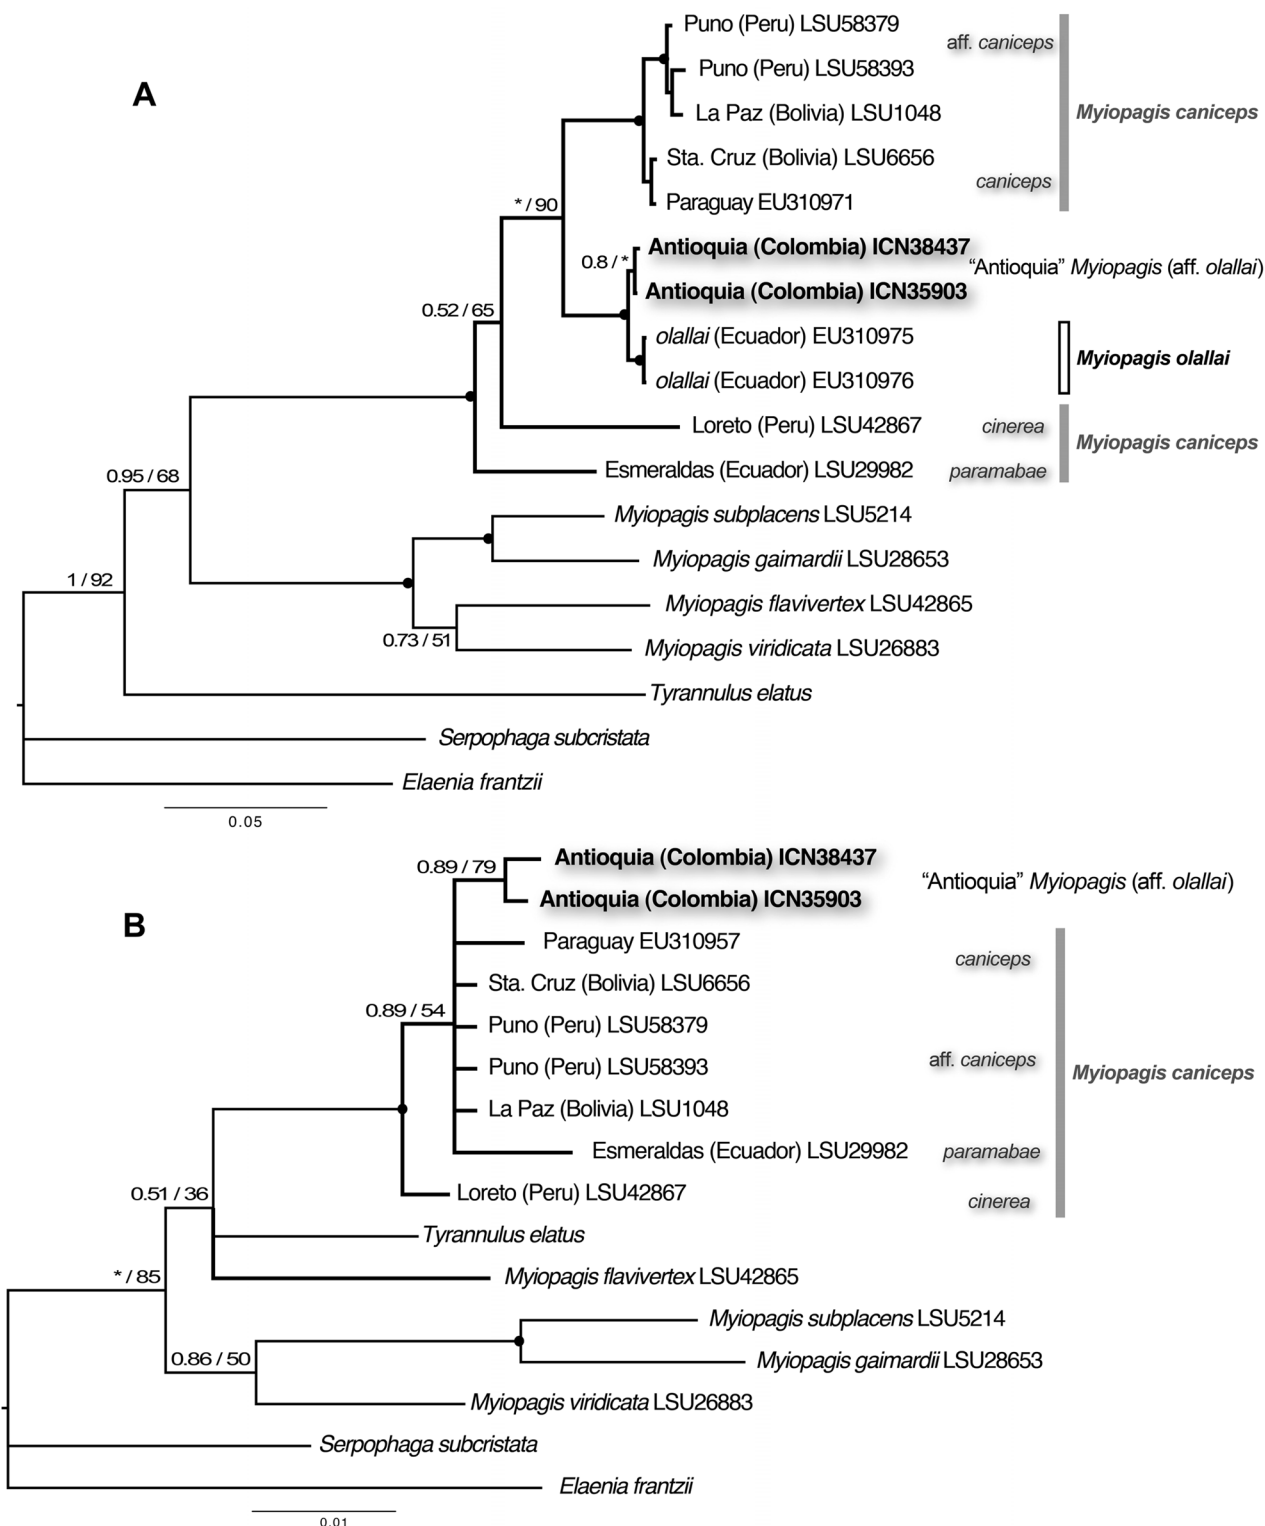 A
Puno (Peru) LSU58379
aff. caniceps
Puno (Peru) LSU58393
La Paz (Bolivia) LSU1048
Myiopagis caniceps
Sta. Cruz (Bolivia) LSU6656
caniceps
Paraguay EU310971
* / 90
Antioquia (Colombia) ICN38437
0.8 / *
“Antioquia” Myiopagis (aff. olallai)
Antioquia (Colombia) ICN35903
0.52 / 65
olallai (Ecuador) EU310975
Myiopagis olallai
olallai (Ecuador) EU310976
Loreto (Peru) LSU42867
cinerea
Myiopagis caniceps
Esmeraldas (Ecuador) LSU29982
paramabae
0.95 / 68
Myiopagis subplacens LSU5214
Myiopagis gaimardii LSU28653
1 / 92
Myiopagis flavivertex LSU42865
0.73 / 51
Myiopagis viridicata LSU26883
Tyrannulus elatus
Serpophaga subcristata
Elaenia frantzii
0.05
B
Antioquia (Colombia) ICN38437
0.89 / 79
“Antioquia” Myiopagis (aff. olallai)
Antioquia (Colombia) ICN35903
Paraguay EU310957
caniceps
Sta. Cruz (Bolivia) LSU6656
0.89 / 54
Puno (Peru) LSU58379
aff. caniceps
Puno (Peru) LSU58393
Myiopagis caniceps
La Paz (Bolivia) LSU1048
Esmeraldas (Ecuador) LSU29982
paramabae
Loreto (Peru) LSU42867
cinerea
0.51 / 36
Tyrannulus elatus
* / 85
Myiopagis flavivertex LSU42865
Myiopagis subplacens LSU5214
0.86 / 50
Myiopagis gaimardii LSU28653
Myiopagis viridicata LSU26883
Serpophaga subcristata
Elaenia frantzii
0.01